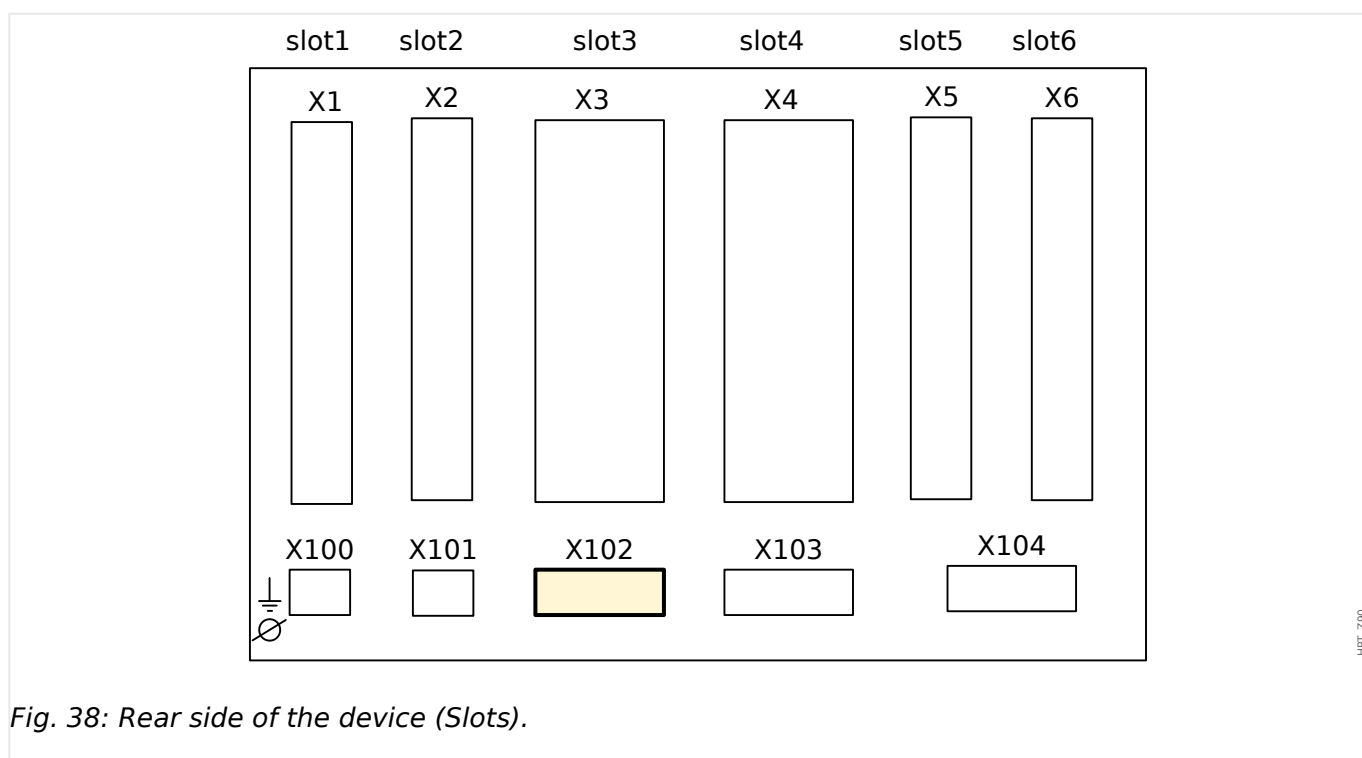 slot1 slot2 slot3 slot4 slot5 slot6
X1 X2 X3 X4 X5 X6
X100 X101 X102 X103 X104
Fig. 38: Rear side of the device (Slots).